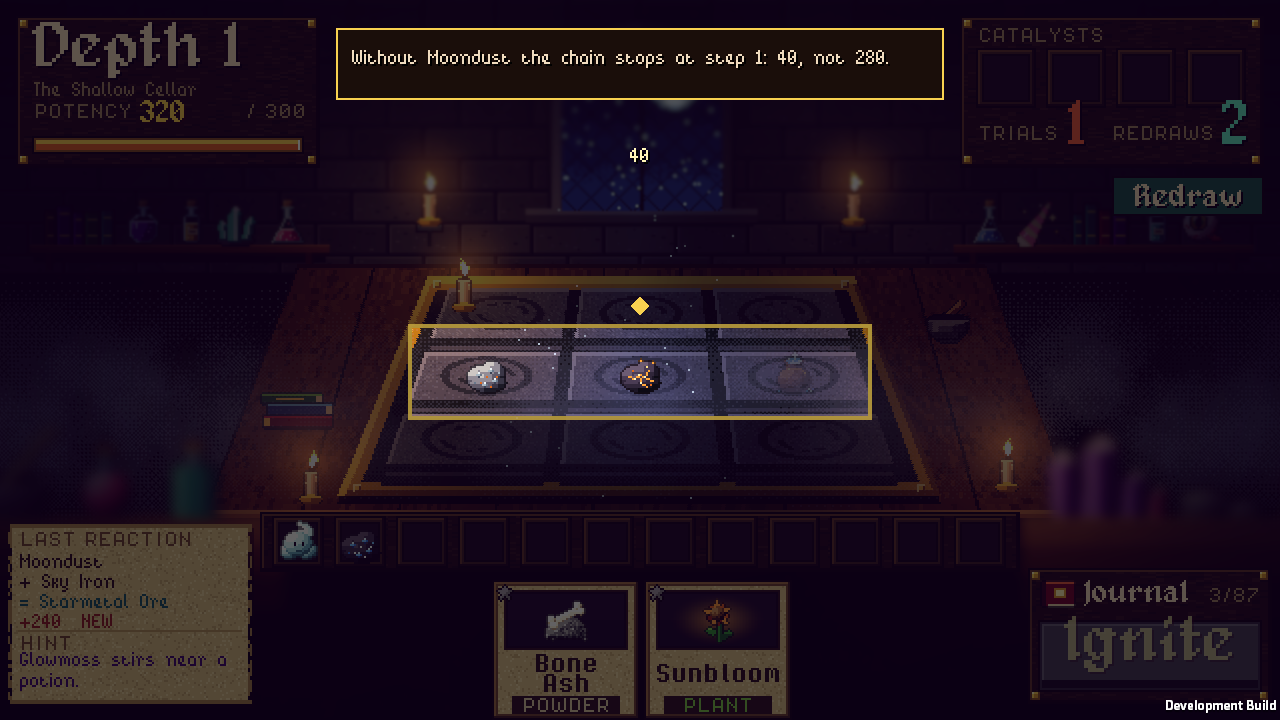 Depth 1
The Shallow Cellar
POTENCY 320 / 300
Without Moondust the chain stops at step 1: 40, not 280.
CATALYSTS
TRIALS 1 REDRAWS 2
Redraw
40
LAST REACTION
Moondust
+ Sky Iron
= Starmetal Ore
+240 NEW
HINT
Glowmoss stirs near a
potion.
Bone
Ash
POWDER
Sunbloom
PLANT
Journal 3/87
Ignite
Development Build